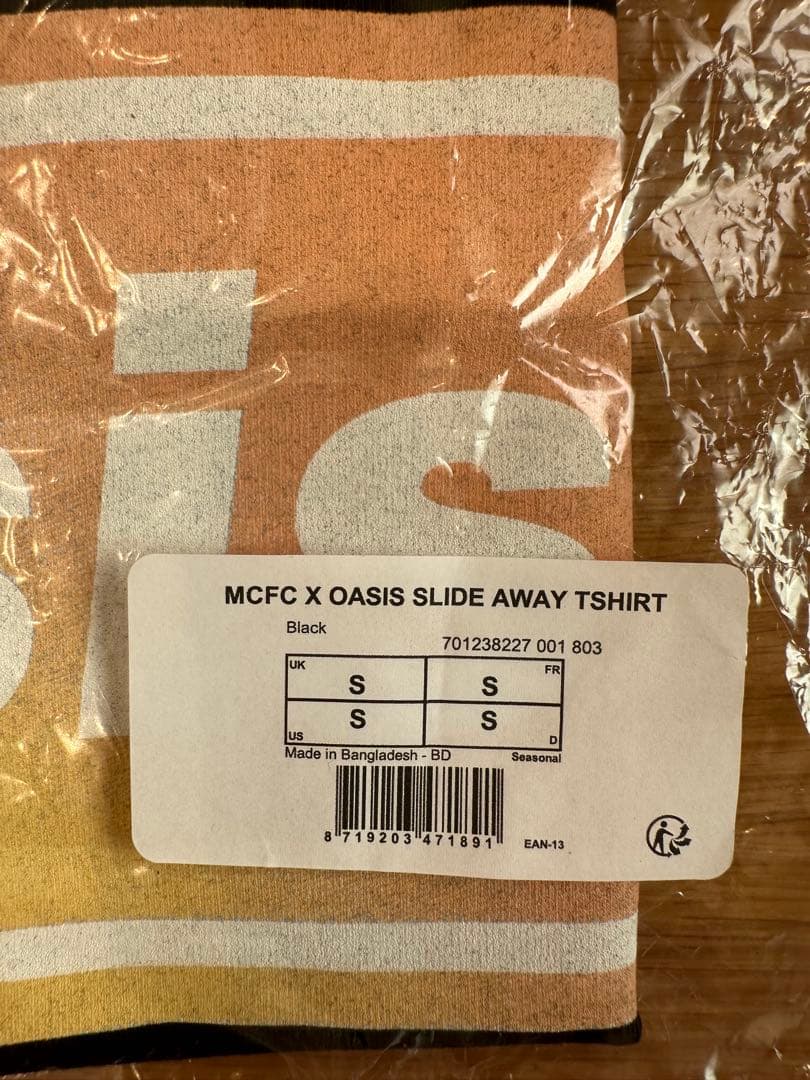 is
MCFC X OASIS SLIDE AWAY TSHIRT
Black
701238227 001 803
UK S S FR
US S S D
Made in Bangladesh - BD Seasonal
8 719203 471891 EAN-13